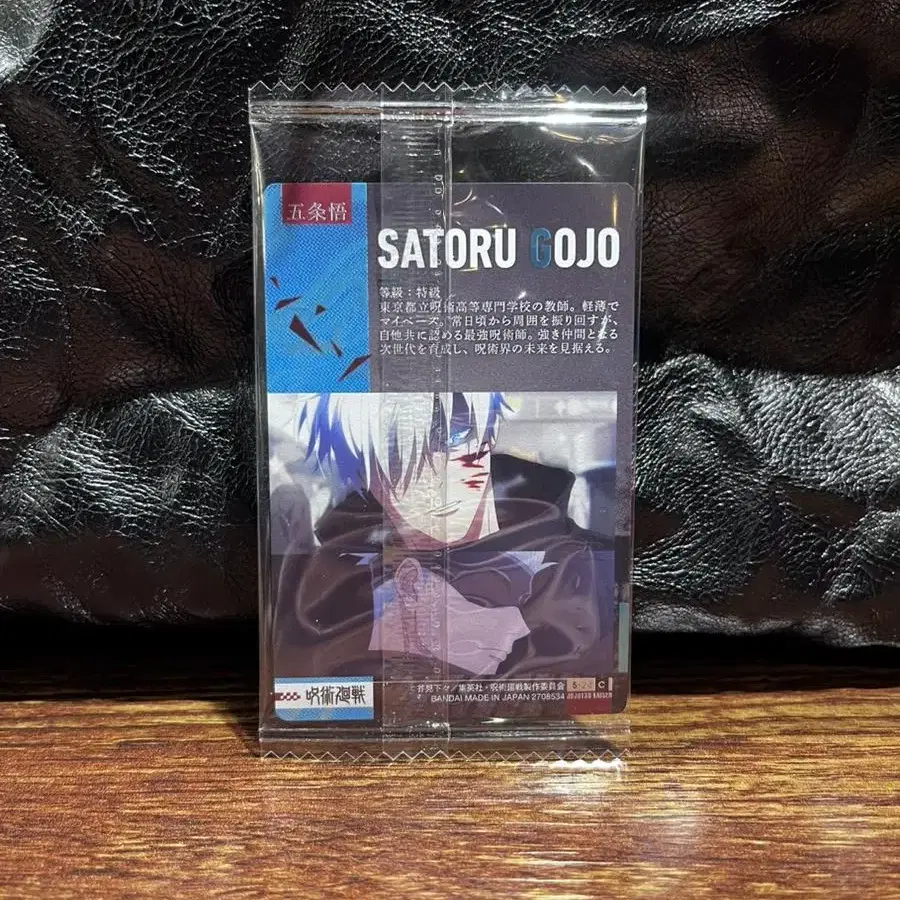 五条悟
SATORU GOJO
等級：特級
東京都立呪術高等専門学校の教師。軽薄で
マイペース。常日頃から周囲を振り回すが、
自他共に認める最強呪術師。強き仲間となる
次世代を育成し、呪術界の未来を見据える。
呪術廻戦
芥見下々／集英社・呪術廻戦製作委員会
C
BANDAI MADE IN JAPAN 2708534
JUJUTSU KAISEN